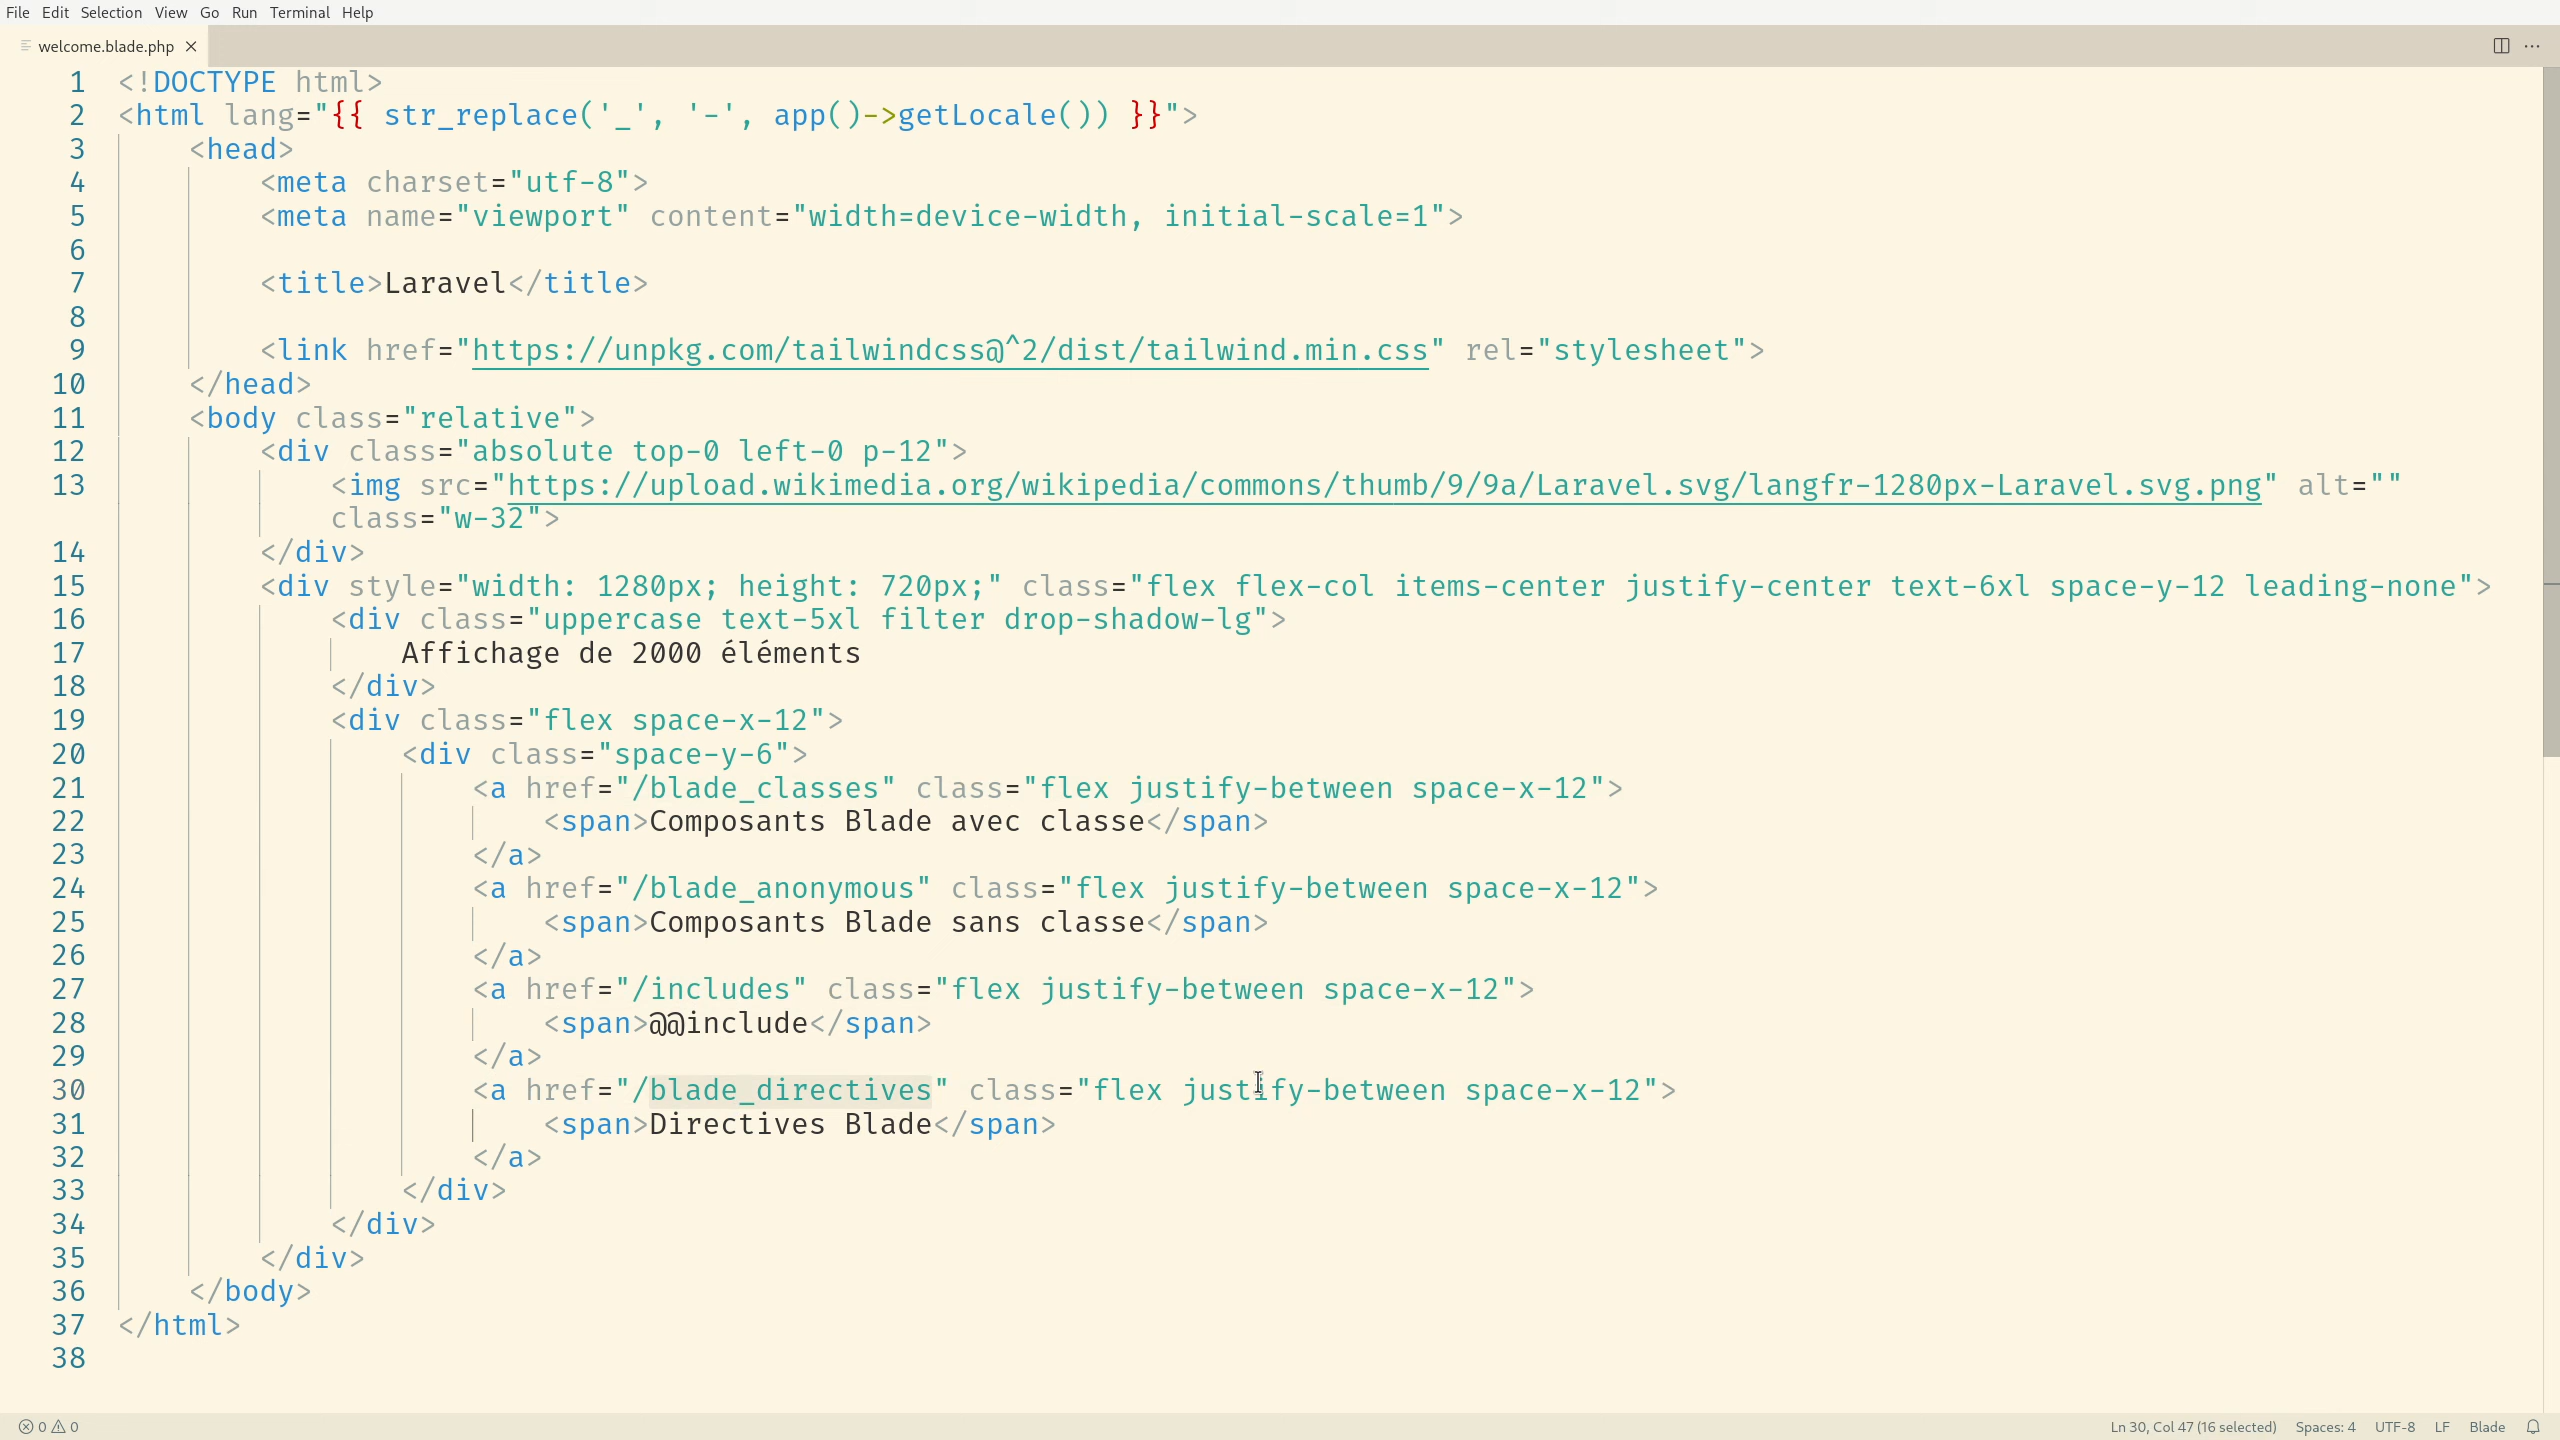 File Edit Selection View Go Run Terminal Help
welcome.blade.php
1 <!DOCTYPE html>
2 <html lang="{{ str_replace('_', '-', app()->getLocale()) }}">
3     <head>
4         <meta charset="utf-8">
5         <meta name="viewport" content="width=device-width, initial-scale=1">
6
7         <title>Laravel</title>
8
9         <link href="https://unpkg.com/tailwindcss@^2/dist/tailwind.min.css" rel="stylesheet">
10     </head>
11     <body class="relative">
12         <div class="absolute top-0 left-0 p-12">
13             <img src="https://upload.wikimedia.org/wikipedia/commons/thumb/9/9a/Laravel.svg/langfr-1280px-Laravel.svg.png" alt=""
            class="w-32">
14         </div>
15         <div style="width: 1280px; height: 720px;" class="flex flex-col items-center justify-center text-6xl space-y-12 leading-none">
16             <div class="uppercase text-5xl filter drop-shadow-lg">
17                 Affichage de 2000 éléments
18             </div>
19             <div class="flex space-x-12">
20                 <div class="space-y-6">
21                     <a href="/blade_classes" class="flex justify-between space-x-12">
22                         <span>Composants Blade avec classe</span>
23                     </a>
24                     <a href="/blade_anonymous" class="flex justify-between space-x-12">
25                         <span>Composants Blade sans classe</span>
26                     </a>
27                     <a href="/includes" class="flex justify-between space-x-12">
28                         <span>@@include</span>
29                     </a>
30                     <a href="/blade_directives" class="flex justify-between space-x-12">
31                         <span>Directives Blade</span>
32                     </a>
33                 </div>
34             </div>
35         </div>
36     </body>
37 </html>
38
0 0 Ln 30, Col 47 (16 selected) Spaces: 4 UTF-8 LF Blade